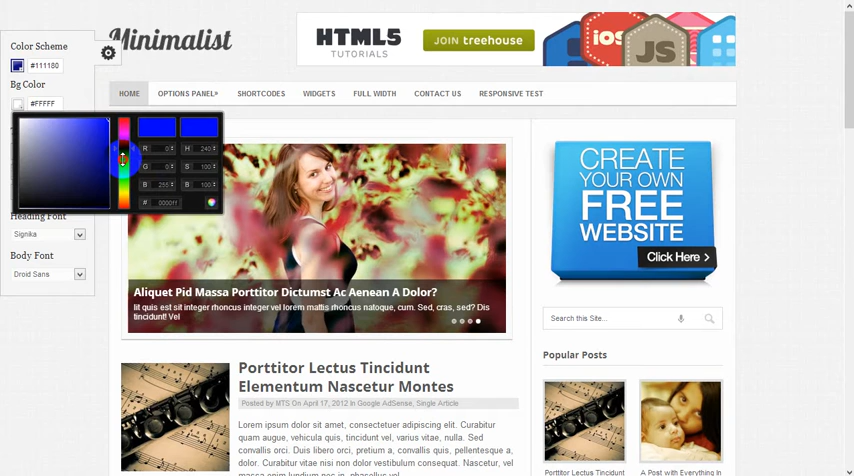 Color Scheme
#111180
Bg Color
#FFFFF
R 0 H 240
G 0 S 100
B 255 B 100
# 0000ff
Heading Font
Signika
Body Font
Droid Sans
Minimalist
HTML5
TUTORIALS
JOIN treehouse
iOS
JS
HOME OPTIONS PANEL» SHORTCODES WIDGETS FULL WIDTH CONTACT US RESPONSIVE TEST
Aliquet Pid Massa Porttitor Dictumst Ac Aenean A Dolor?
lit quis est sit integer rhoncus integer vel lorem mattis rhoncus natoque, cum. Sed, cras, sed? Dis
tincidunt! Vel
CREATE
YOUR OWN
FREE
WEBSITE
Click Here >
Search this Site...
Popular Posts
Porttitor Lectus Tincidunt
A Post with Everything In
Porttitor Lectus Tincidunt
Elementum Nascetur Montes
Posted by MTS On April 17, 2012 In Google AdSense, Single Article
Lorem ipsum dolor sit amet, consectetuer adipiscing elit. Curabitur
quam augue, vehicula quis, tincidunt vel, varius vitae, nulla. Sed
convallis orci. Duis libero orci, pretium a, convallis quis, pellentesque a,
dolor. Curabitur vitae nisi non dolor vestibulum consequat. Nascetur, vel